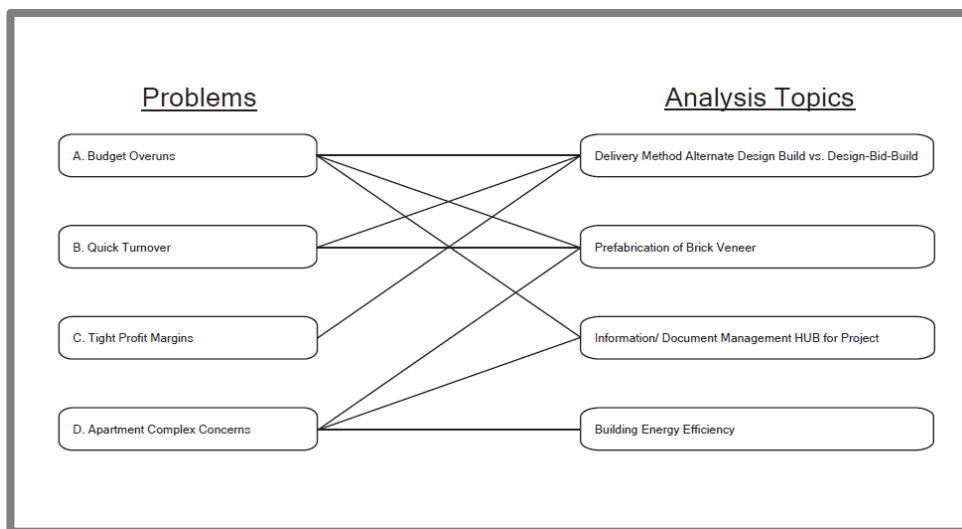 Problems
Analysis Topics
A. Budget Overuns
Delivery Method Alternate Design Build vs. Design-Bid-Build
B. Quick Turnover
Prefabrication of Brick Veneer
C. Tight Profit Margins
Information/ Document Management HUB for Project
D. Apartment Complex Concerns
Building Energy Efficiency